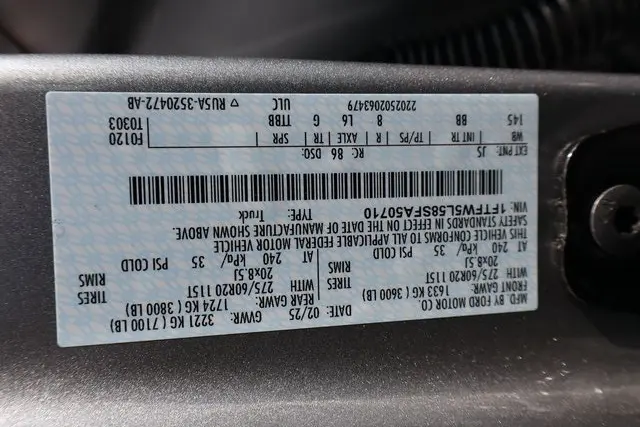 MFD. BY FORD MOTOR CO.
DATE: 02/25 GVWR: 3221 KG ( 7100 LB)
FRONT GAWR: 1633 KG ( 3600 LB) REAR GAWR: 1724 KG ( 3800 LB)
WITH 275/60R20 115T TIRES WITH 275/60R20 115T TIRES
20x8.5J RIMS 20x8.5J RIMS
AT 240 kPa/ 35 PSI COLD AT 240 kPa/ 35 PSI COLD
THIS VEHICLE CONFORMS TO ALL APPLICABLE FEDERAL MOTOR VEHICLE
SAFETY STANDARDS IN EFFECT ON THE DATE OF MANUFACTURE SHOWN ABOVE.
VIN: 1FTFW5L58SFA50710 TYPE: Truck
EXT PNT: JS RC: 86 DSO: F0120
WB INT TR TP/PS R AXLE TR SPR T0303
145 BB 8 L6 TTBB G
220250206347​9 ULC ▽ RU5A-3520472-AB